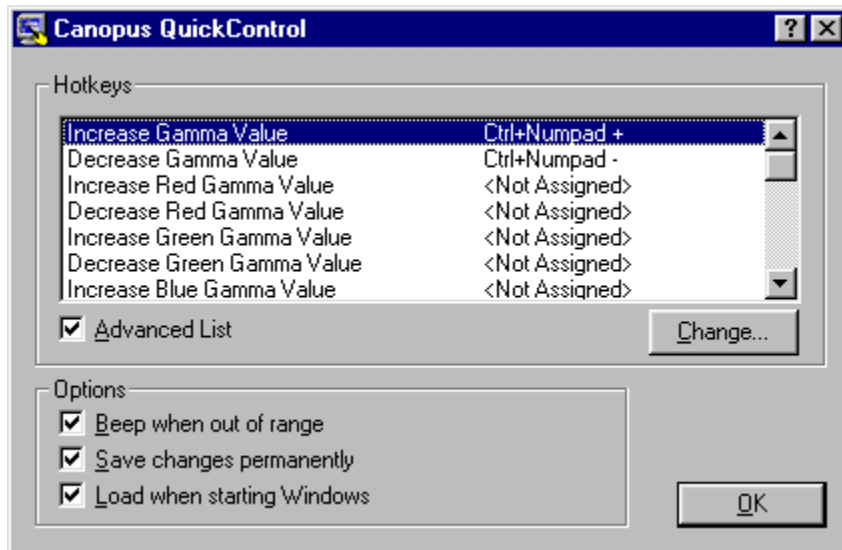 Canopus QuickControl
Hotkeys
Increase Gamma Value Ctrl+Numpad +
Decrease Gamma Value Ctrl+Numpad -
Increase Red Gamma Value <Not Assigned>
Decrease Red Gamma Value <Not Assigned>
Increase Green Gamma Value <Not Assigned>
Decrease Green Gamma Value <Not Assigned>
Increase Blue Gamma Value <Not Assigned>
Advanced List Change...
Options
Beep when out of range
Save changes permanently
Load when starting Windows
OK